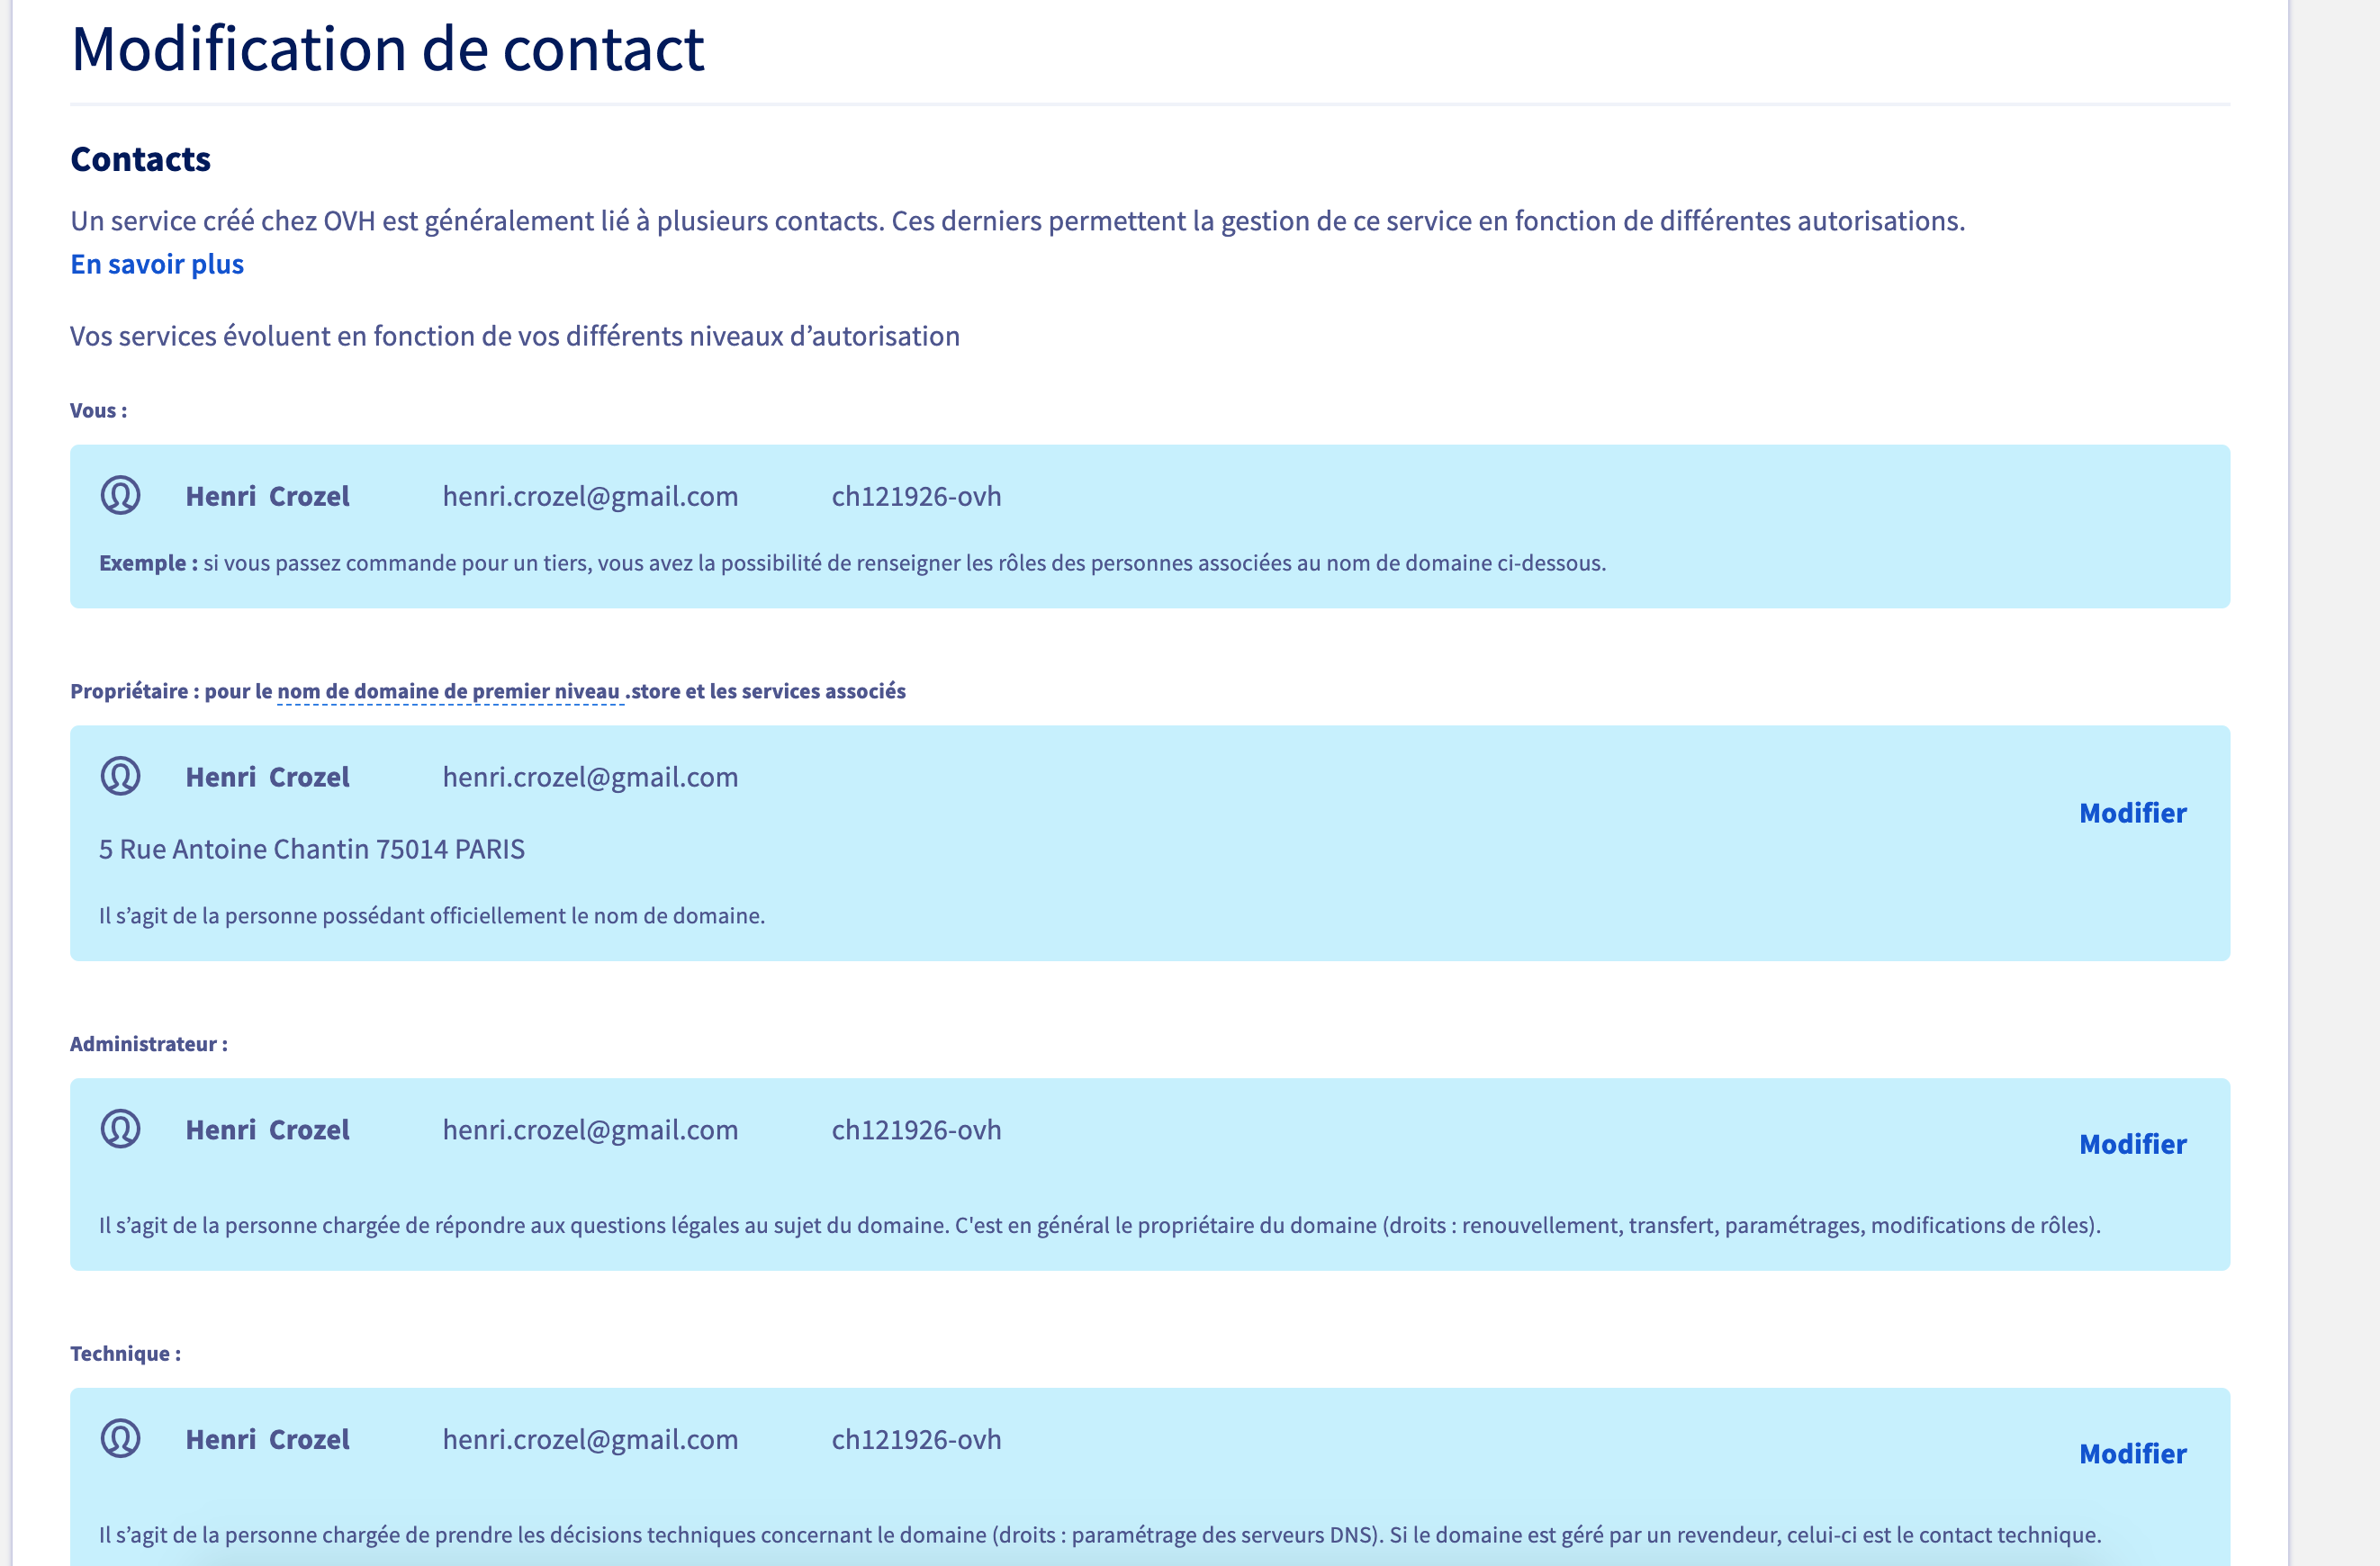 Modification de contact
Contacts
Un service créé chez OVH est généralement lié à plusieurs contacts. Ces derniers permettent la gestion de ce service en fonction de différentes autorisations.
En savoir plus
Vos services évoluent en fonction de vos différents niveaux d’autorisation
Vous :
Henri Crozel henri.crozel@gmail.com ch121926-ovh
Exemple : si vous passez commande pour un tiers, vous avez la possibilité de renseigner les rôles des personnes associées au nom de domaine ci-dessous.
Propriétaire : pour le nom de domaine de premier niveau .store et les services associés
Henri Crozel henri.crozel@gmail.com
Modifier
5 Rue Antoine Chantin 75014 PARIS
Il s’agit de la personne possédant officiellement le nom de domaine.
Administrateur :
Henri Crozel henri.crozel@gmail.com ch121926-ovh
Modifier
Il s’agit de la personne chargée de répondre aux questions légales au sujet du domaine. C'est en général le propriétaire du domaine (droits : renouvellement, transfert, paramétrages, modifications de rôles).
Technique :
Henri Crozel henri.crozel@gmail.com ch121926-ovh
Modifier
Il s’agit de la personne chargée de prendre les décisions techniques concernant le domaine (droits : paramétrage des serveurs DNS). Si le domaine est géré par un revendeur, celui-ci est le contact technique.